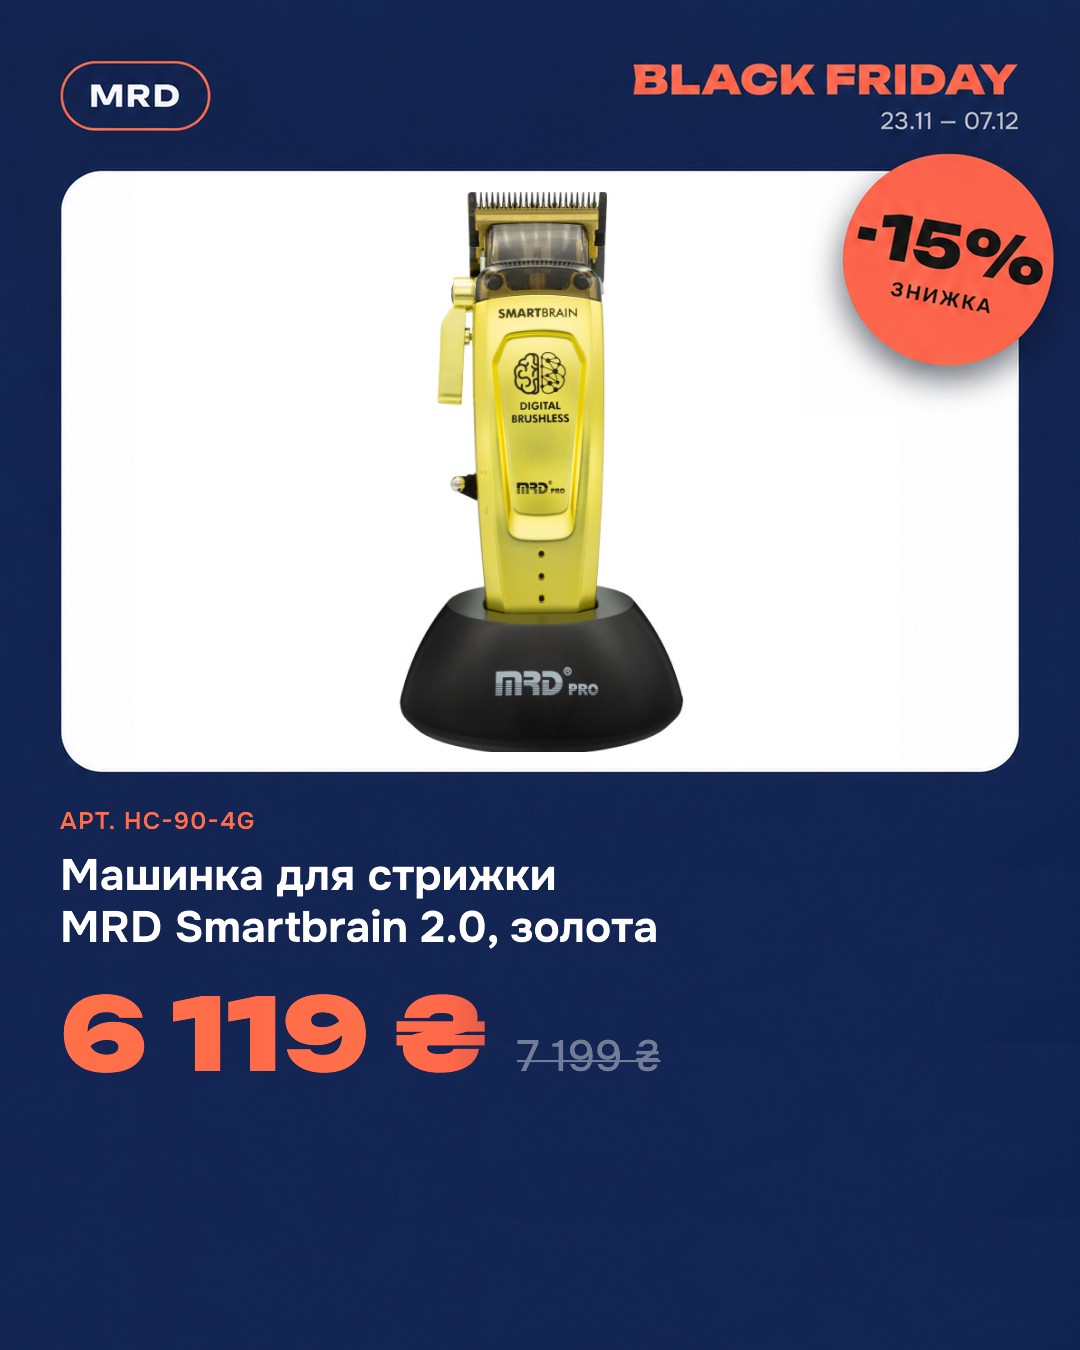 MRD
BLACK FRIDAY
23.11 – 07.12
-15%
ЗНИЖКА
SMARTBRAIN
DIGITAL
BRUSHLESS
MRD® PRO
MRD® PRO
АРТ. HC-90-4G
Машинка для стрижки
MRD Smartbrain 2.0, золота
6 119 ₴ 7 199 ₴